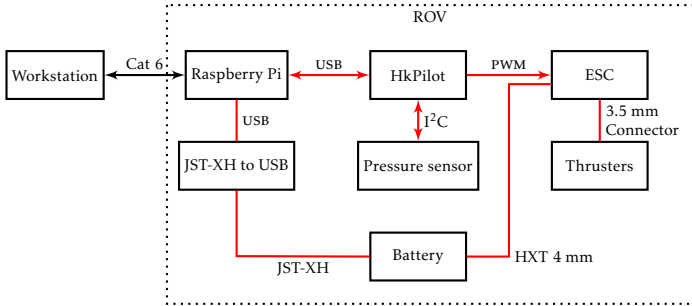 ROV
Cat 6
USB
PWM
Workstation
Raspberry Pi
HkPilot
ESC
USB
I²C
3.5 mm
Connector
JST-XH to USB
Pressure sensor
Thrusters
Battery
JST-XH
HXT 4 mm